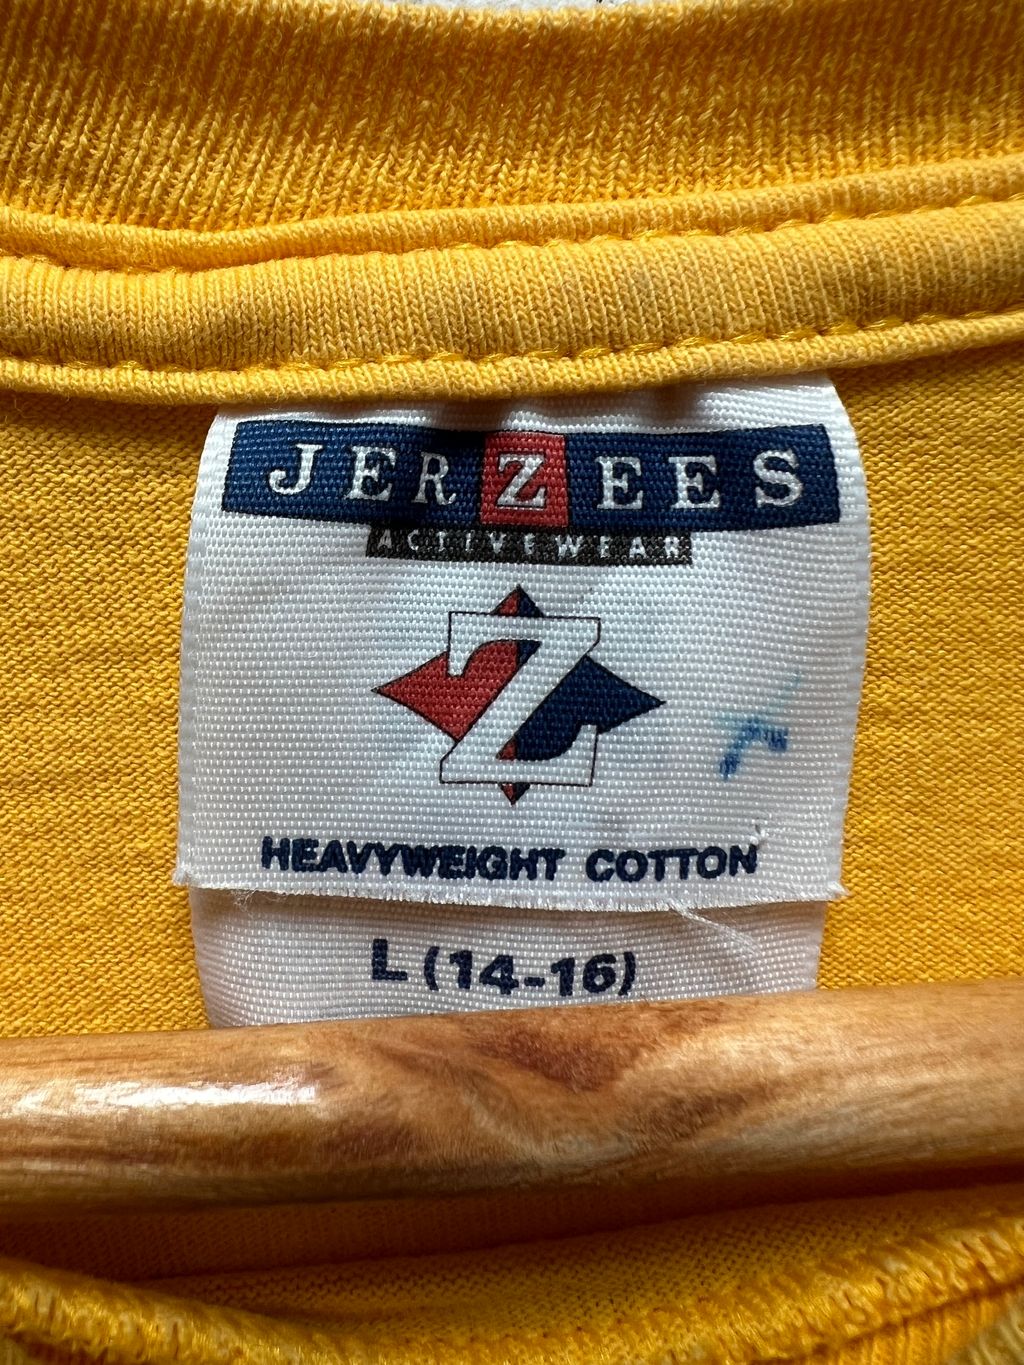 JERZEES
ACTIVEWEAR
Z
HEAVYWEIGHT COTTON
L (14-16)